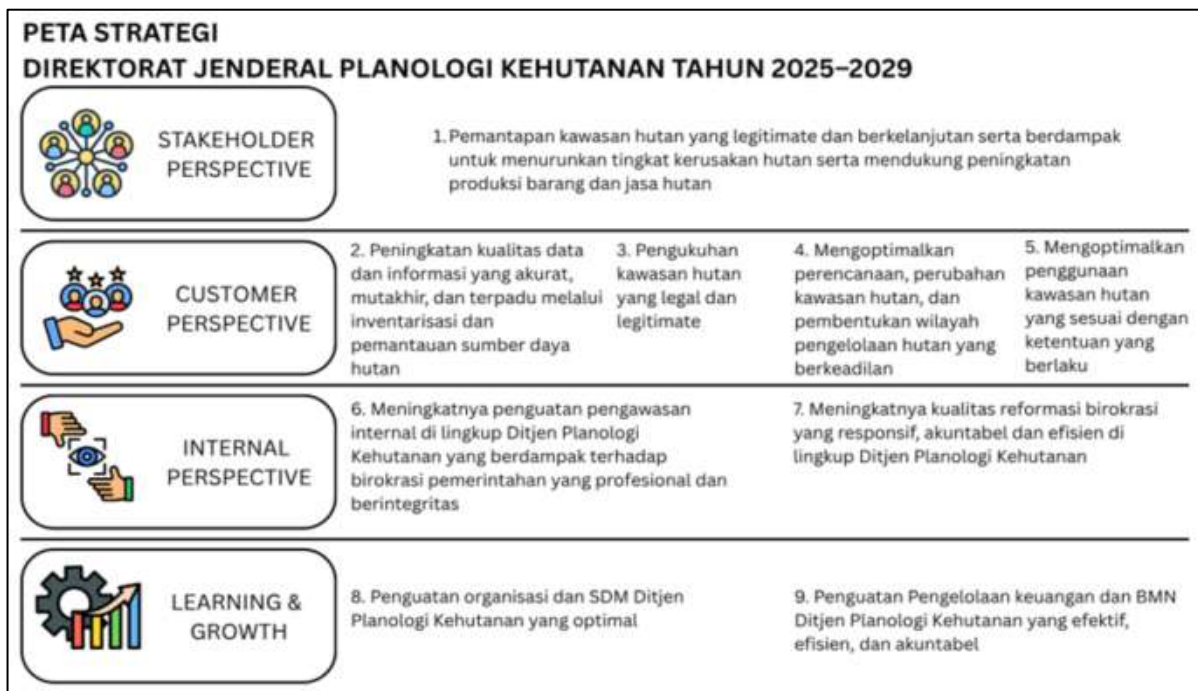 PETA STRATEGI
DIREKTORAT JENDERAL PLANOLOGI KEHUTANAN TAHUN 2025–2029
STAKEHOLDER
PERSPECTIVE
1. Pemantapan kawasan hutan yang legitimate dan berkelanjutan serta berdampak
untuk menurunkan tingkat kerusakan hutan serta mendukung peningkatan
produksi barang dan jasa hutan
CUSTOMER
PERSPECTIVE
2. Peningkatan kualitas data
dan informasi yang akurat,
mutakhir, dan terpadu melalui
inventarisasi dan
pemantauan sumber daya
hutan
3. Pengukuhan
kawasan hutan
yang legal dan
legitimate
4. Mengoptimalkan
perencanaan, perubahan
kawasan hutan, dan
pembentukan wilayah
pengelolaan hutan yang
berkeadilan
5. Mengoptimalkan
penggunaan
kawasan hutan
yang sesuai dengan
ketentuan yang
berlaku
INTERNAL
PERSPECTIVE
6. Meningkatnya penguatan pengawasan
internal di lingkup Ditjen Planologi
Kehutanan yang berdampak terhadap
birokrasi pemerintahan yang profesional dan
berintegritas
7. Meningkatnya kualitas reformasi birokrasi
yang responsif, akuntabel dan efisien di
lingkup Ditjen Planologi Kehutanan
LEARNING &
GROWTH
8. Penguatan organisasi dan SDM Ditjen
Planologi Kehutanan yang optimal
9. Penguatan Pengelolaan keuangan dan BMN
Ditjen Planologi Kehutanan yang efektif,
efisien, dan akuntabel